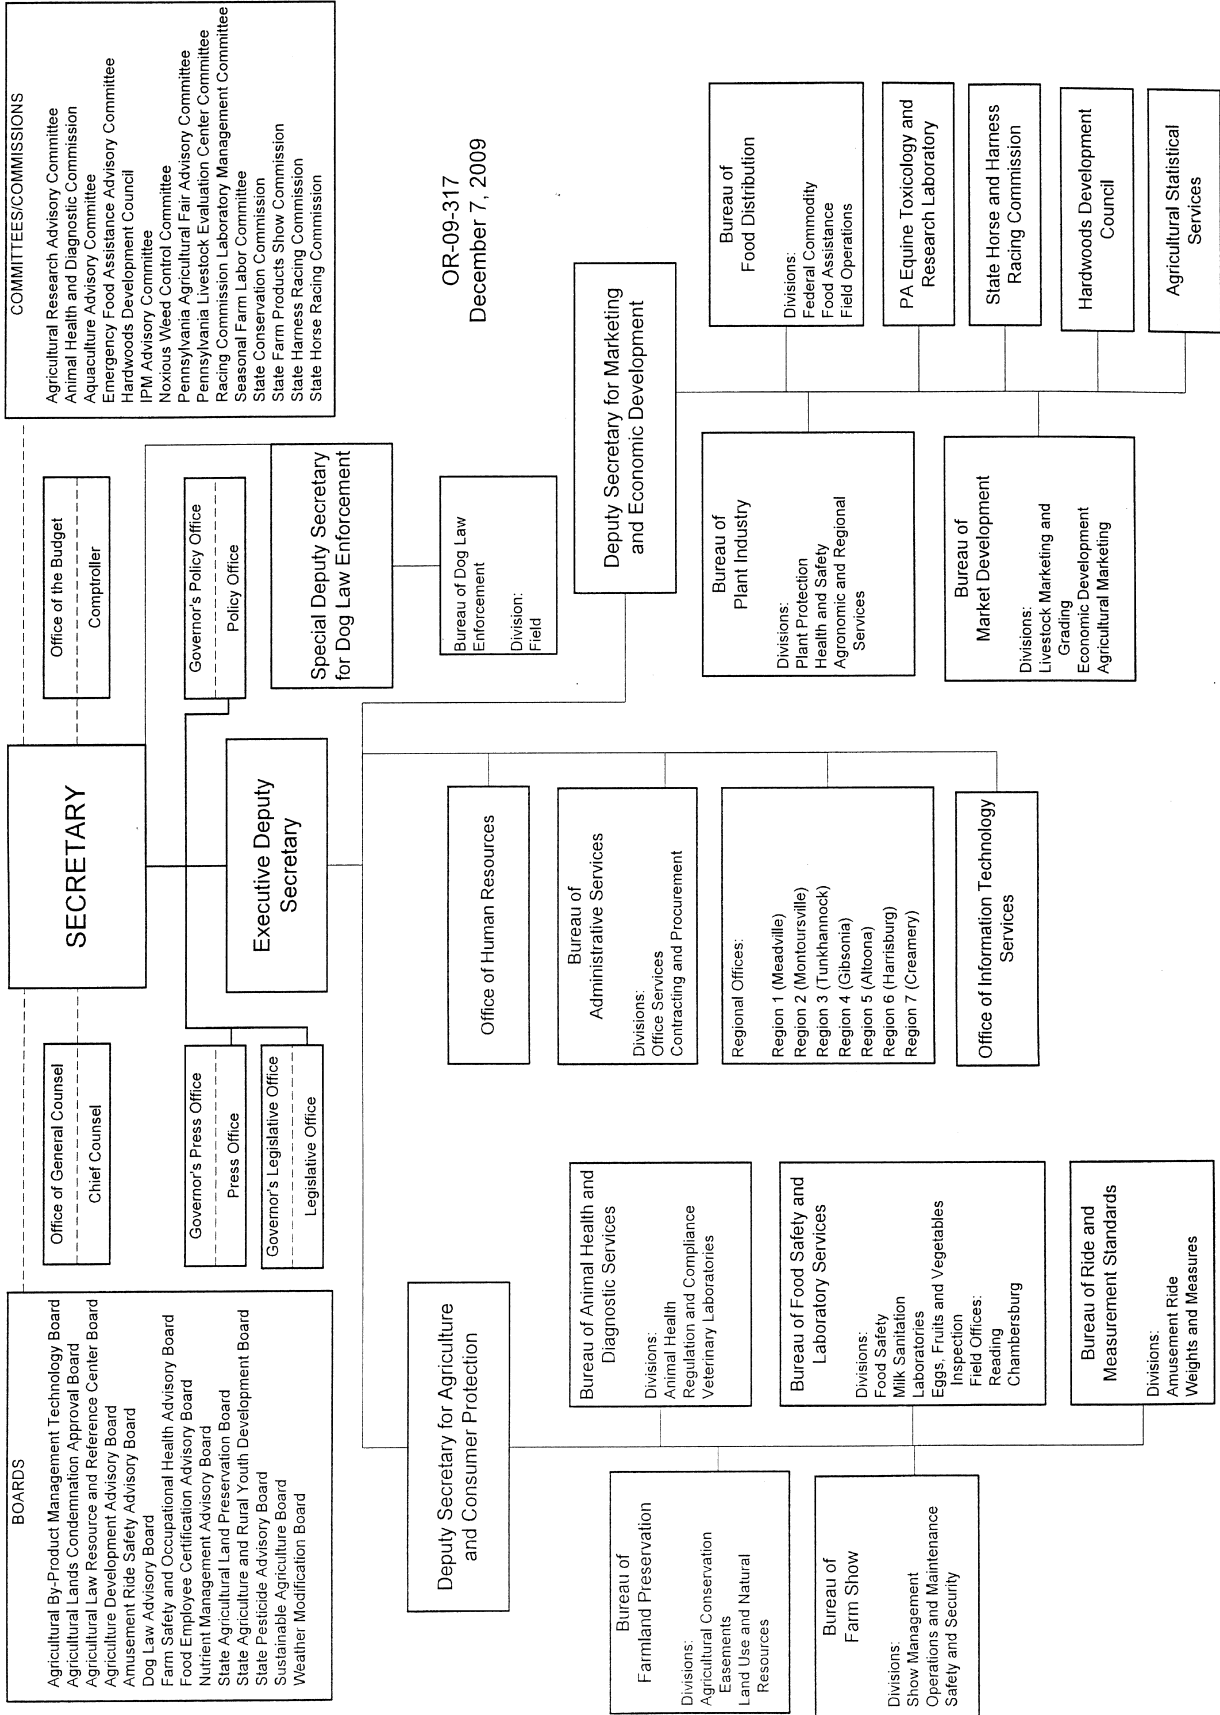 BOARDS
Agricultural By-Product Management Technology Board
Agricultural Lands Condemnation Approval Board
Agricultural Law Resource and Reference Center Board
Agriculture Development Advisory Board
Amusement Ride Safety Advisory Board
Dog Law Advisory Board
Farm Safety and Occupational Health Advisory Board
Food Employee Certification Advisory Board
Nutrient Management Advisory Board
State Agricultural Land Preservation Board
State Agriculture and Rural Youth Development Board
State Pesticide Advisory Board
Sustainable Agriculture Board
Weather Modification Board
Office of General Counsel
Chief Counsel
SECRETARY
Office of the Budget
Comptroller
COMMITTEES/COMMISSIONS
Agricultural Research Advisory Committee
Animal Health and Diagnostic Commission
Aquaculture Advisory Committee
Emergency Food Assistance Advisory Committee
Hardwoods Development Council
IPM Advisory Committee
Noxious Weed Control Committee
Pennsylvania Agricultural Fair Advisory Committee
Pennsylvania Livestock Evaluation Center Committee
Racing Commission Laboratory Management Committee
Seasonal Farm Labor Committee
State Conservation Commission
State Farm Products Show Commission
State Harness Racing Commission
State Horse Racing Commission
Governor's Press Office
Press Office
Governor's Legislative Office
Legislative Office
Governor's Policy Office
Policy Office
Executive Deputy
Secretary
Special Deputy Secretary
for Dog Law Enforcement
Bureau of Dog Law
Enforcement
Division:
Field
OR-09-317
December 7, 2009
Deputy Secretary for Agriculture
and Consumer Protection
Bureau of
Farmland Preservation
Divisions:
Agricultural Conservation
Easements
Land Use and Natural
Resources
Bureau of
Farm Show
Divisions:
Show Management
Operations and Maintenance
Safety and Security
Bureau of Animal Health and
Diagnostic Services
Divisions:
Animal Health
Regulation and Compliance
Veterinary Laboratories
Bureau of Food Safety and
Laboratory Services
Divisions:
Food Safety
Milk Sanitation
Laboratories
Eggs, Fruits and Vegetables
Inspection
Field Offices:
Reading
Chambersburg
Bureau of Ride and
Measurement Standards
Divisions:
Amusement Ride
Weights and Measures
Office of Human Resources
Bureau of
Administrative Services
Divisions:
Office Services
Contracting and Procurement
Regional Offices:
Region 1 (Meadville)
Region 2 (Montoursville)
Region 3 (Tunkhannock)
Region 4 (Gibsonia)
Region 5 (Altoona)
Region 6 (Harrisburg)
Region 7 (Creamery)
Office of Information Technology
Services
Deputy Secretary for Marketing
and Economic Development
Bureau of
Plant Industry
Divisions:
Plant Protection
Health and Safety
Agronomic and Regional
Services
Bureau of
Market Development
Divisions:
Livestock Marketing and
Grading
Economic Development
Agricultural Marketing
Bureau of
Food Distribution
Divisions:
Federal Commodity
Food Assistance
Field Operations
PA Equine Toxicology and
Research Laboratory
State Horse and Harness
Racing Commission
Hardwoods Development
Council
Agricultural Statistical
Services